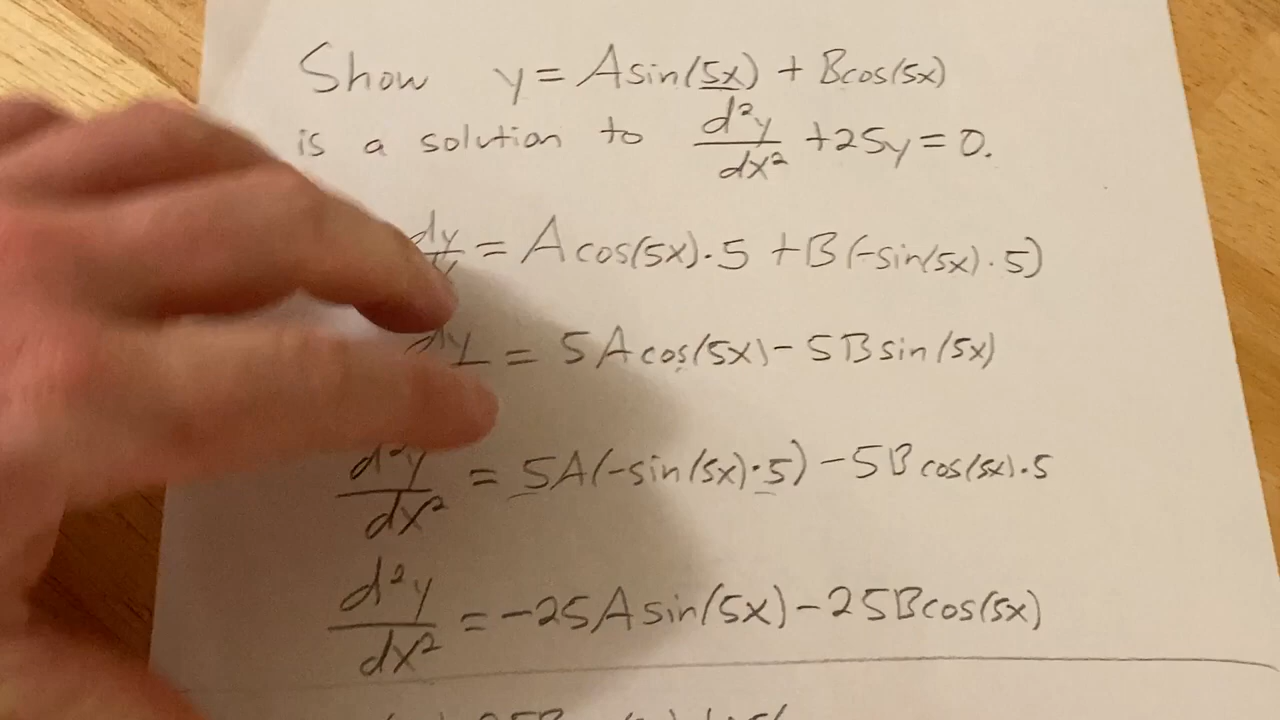 Show y = A sin(5x) + B cos(5x)
is a solution to d²y/dx² + 25y = 0.
dy = A cos(5x)·5 + B(-sin(5x)·5)
dy = 5A cos(5x) - 5B sin(5x)
d²y/dx² = 5A(-sin(5x)·5) - 5B cos(5x)·5
d²y/dx² = -25A sin(5x) - 25B cos(5x)